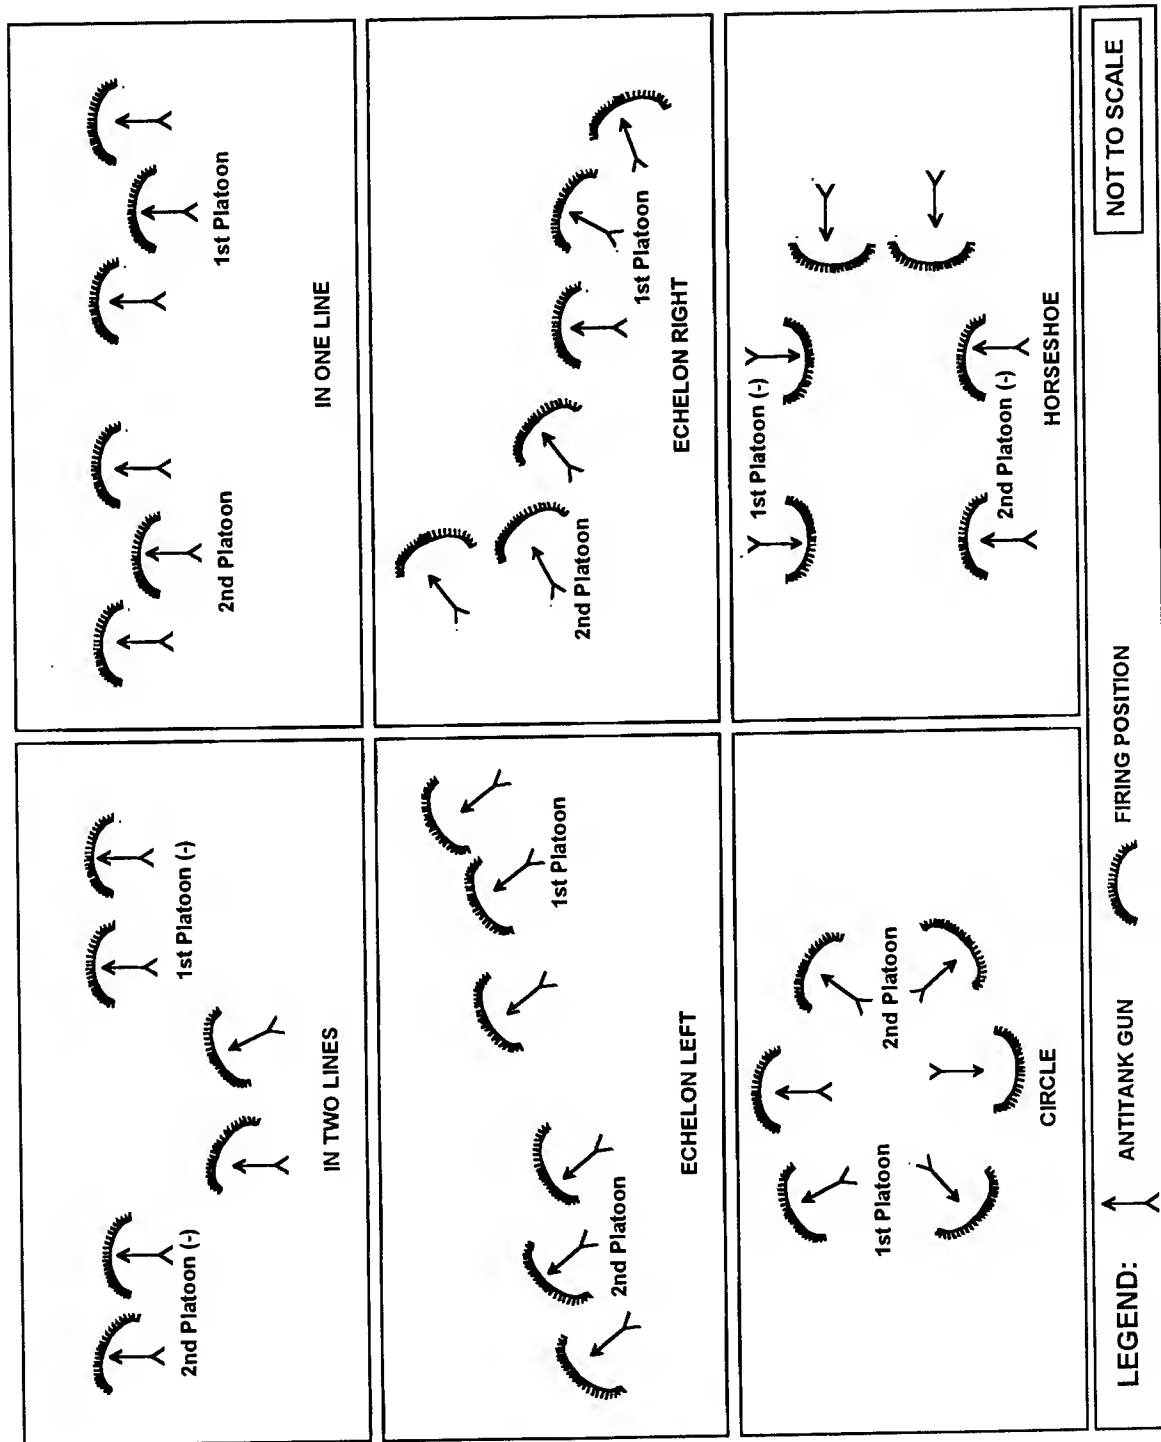 2nd Platoon (-)
1st Platoon (-)
IN TWO LINES
2nd Platoon
1st Platoon
IN ONE LINE
1st Platoon
2nd Platoon
ECHELON LEFT
2nd Platoon
1st Platoon
ECHELON RIGHT
1st Platoon
2nd Platoon
CIRCLE
1st Platoon (-)
2nd Platoon (-)
HORSESHOE
LEGEND:
ANTITANK GUN
FIRING POSITION
NOT TO SCALE